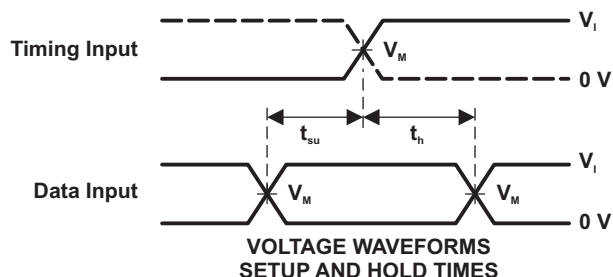 V_I
Timing Input
V_M
0 V
t_su t_h
V_I
Data Input
V_M V_M
0 V
VOLTAGE WAVEFORMS
SETUP AND HOLD TIMES